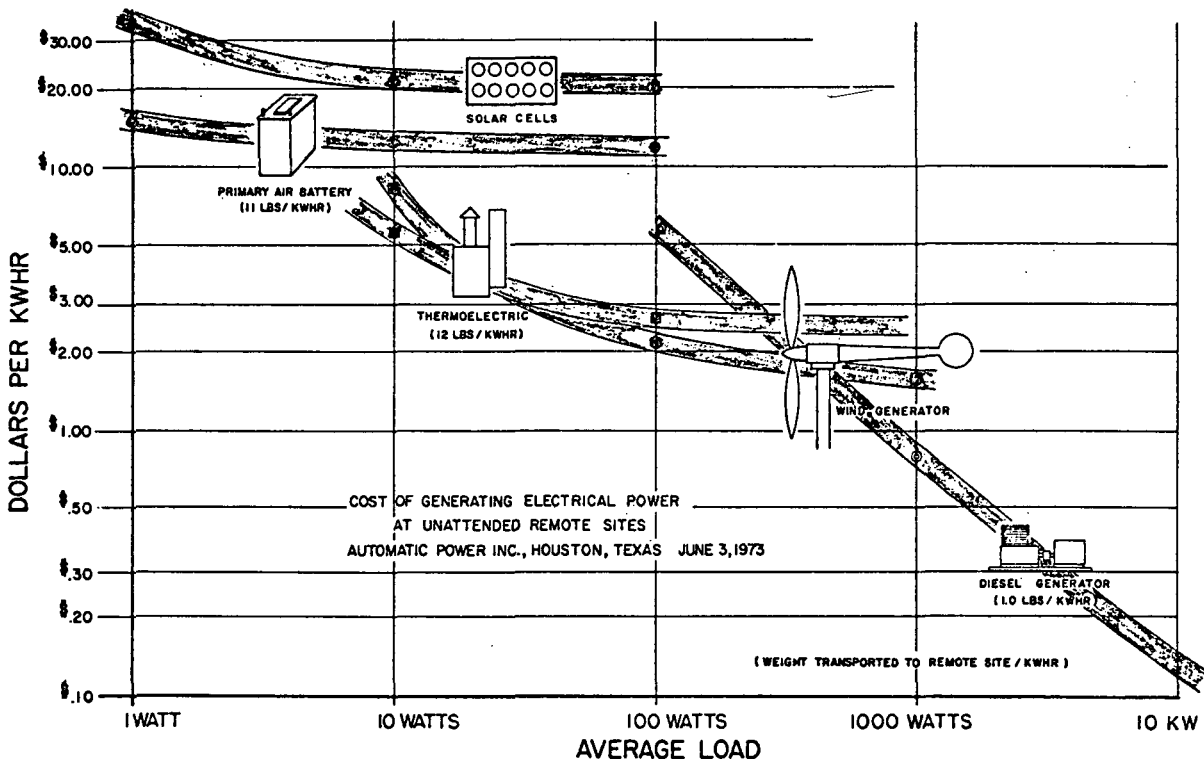 $30.00
$20.00
SOLAR CELLS
$10.00
PRIMARY AIR BATTERY
(11 LBS/KWHR)
$5.00
$3.00
THERMOELECTRIC
(12 LBS/KWHR)
$2.00
WIND GENERATOR
$1.00
DOLLARS PER KWHR
$.50
COST OF GENERATING ELECTRICAL POWER
AT UNATTENDED REMOTE SITES
AUTOMATIC POWER INC., HOUSTON, TEXAS JUNE 3, 1973
$.30
DIESEL GENERATOR
(1.0 LBS/KWHR)
$.20
(WEIGHT TRANSPORTED TO REMOTE SITE/KWHR)
$.10
1 WATT 10 WATTS 100 WATTS 1000 WATTS 10 KW
AVERAGE LOAD